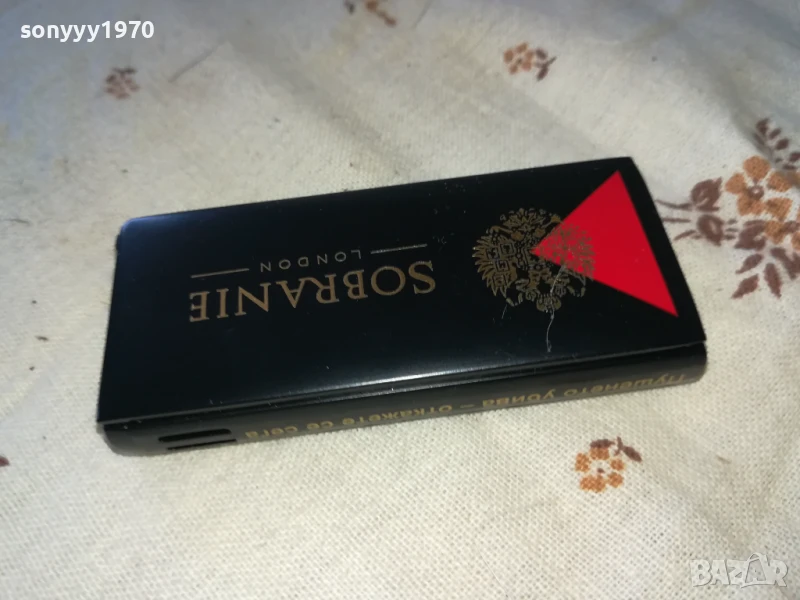 sonyyy1970
SOBRANIE
LONDON
Пушенето убива – откажете се сега
BAZAR